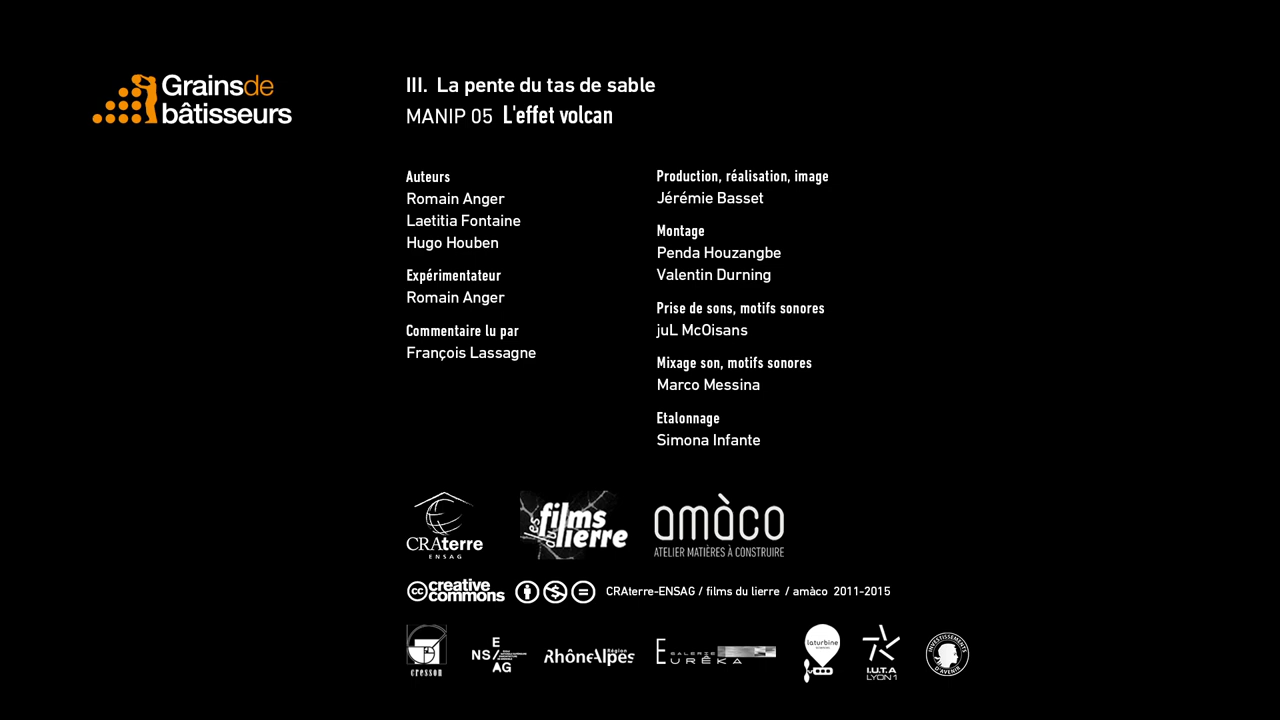 Grainsde
bâtisseurs
III. La pente du tas de sable
MANIP 05 L'effet volcan
Auteurs
Romain Anger
Laetitia Fontaine
Hugo Houben
Expérimentateur
Romain Anger
Commentaire lu par
François Lassagne
Production, réalisation, image
Jérémie Basset
Montage
Penda Houzangbe
Valentin Durning
Prise de sons, motifs sonores
juL McOisans
Mixage son, motifs sonores
Marco Messina
Etalonnage
Simona Infante
CRAterre
ENSAG
les films
du lierre
amàco
ATELIER MATIÈRES À CONSTRUIRE
cc creative
commons
CRAterre-ENSAG / films du lierre / amàco 2011-2015
cresson
E
NS/
AG
RhôneAlpes Région
GALERIE
EURÊKA
laturbine
I.U.T.A
LYON 1
INVESTISSEMENTS
D'AVENIR